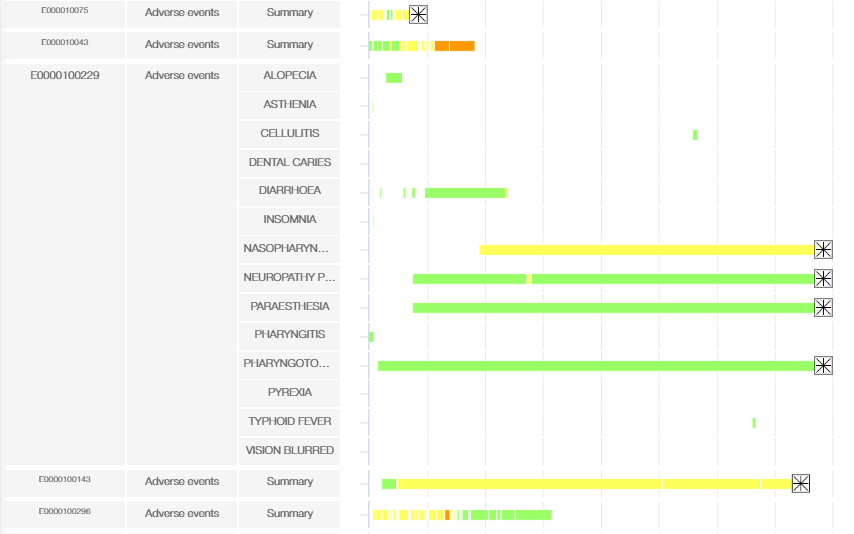 E000010075 Adverse events Summary
E000010043 Adverse events Summary
E0000100229 Adverse events ALOPECIA
ASTHENIA
CELLULITIS
DENTAL CARIES
DIARRHOEA
INSOMNIA
NASOPHARYN...
NEUROPATHY P...
PARAESTHESIA
PHARYNGITIS
PHARYNGOTO...
PYREXIA
TYPHOID FEVER
VISION BLURRED
E0000100143 Adverse events Summary
E0000100296 Adverse events Summary